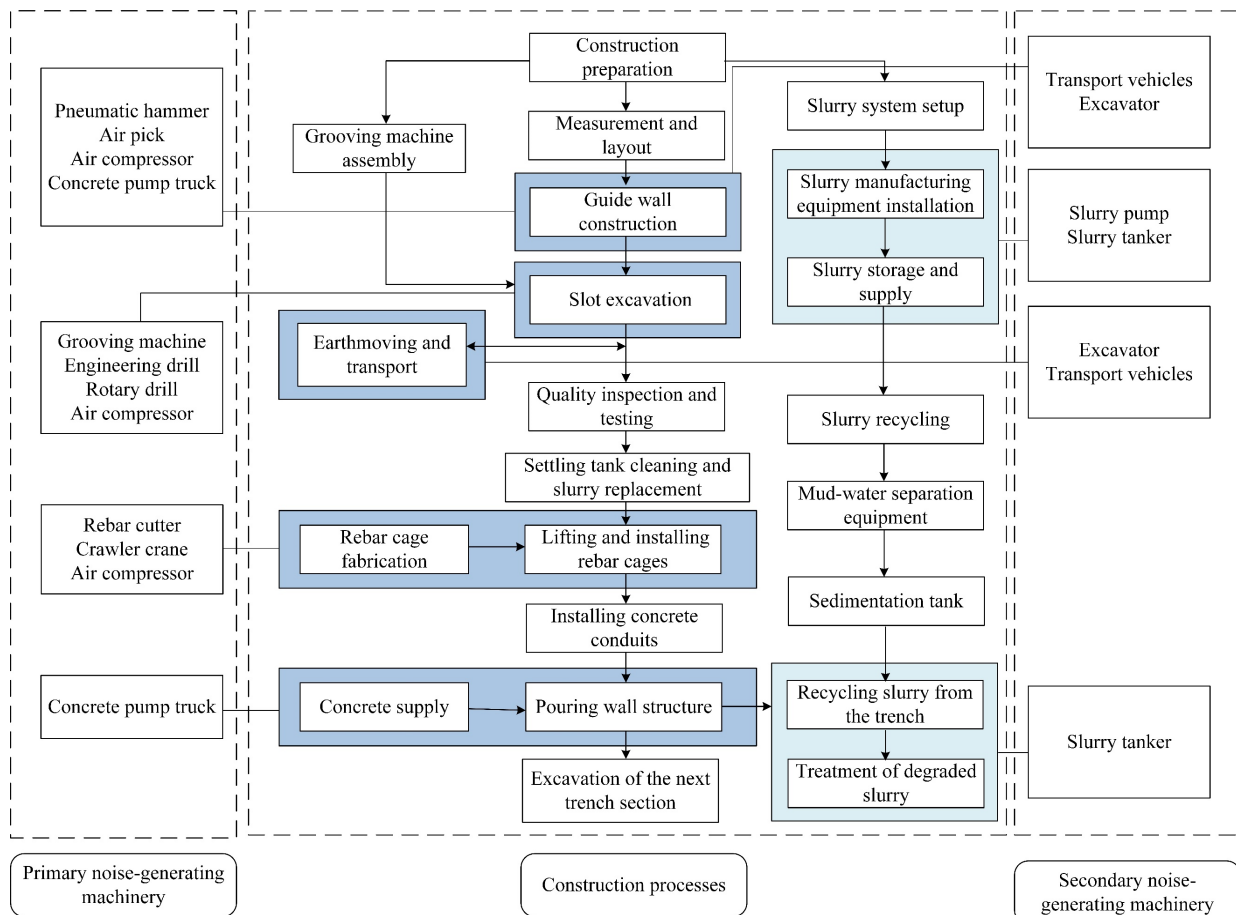 Pneumatic hammer
Air pick
Air compressor
Concrete pump truck
Grooving machine
Engineering drill
Rotary drill
Air compressor
Rebar cutter
Crawler crane
Air compressor
Concrete pump truck
Primary noise-generating
machinery
Construction
preparation
Grooving machine
assembly
Measurement and
layout
Guide wall
construction
Slot excavation
Earthmoving and
transport
Quality inspection and
testing
Settling tank cleaning and
slurry replacement
Rebar cage
fabrication
Lifting and installing
rebar cages
Installing concrete
conduits
Concrete supply
Pouring wall structure
Excavation of the next
trench section
Slurry system setup
Slurry manufacturing
equipment installation
Slurry storage and
supply
Slurry recycling
Mud-water separation
equipment
Sedimentation tank
Recycling slurry from
the trench
Treatment of degraded
slurry
Construction processes
Transport vehicles
Excavator
Slurry pump
Slurry tanker
Excavator
Transport vehicles
Slurry tanker
Secondary noise-
generating machinery